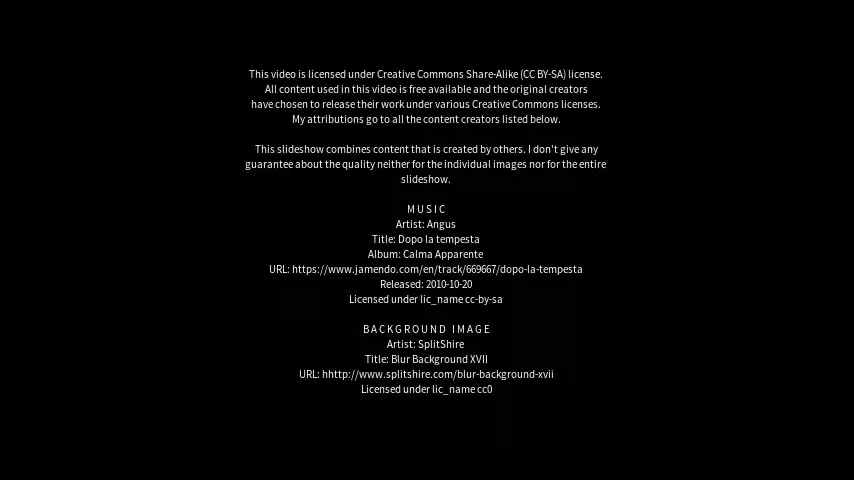 This video is licensed under Creative Commons Share-Alike (CC BY-SA) license.
All content used in this video is free available and the original creators
have chosen to release their work under various Creative Commons licenses.
My attributions go to all the content creators listed below.
This slideshow combines content that is created by others. I don't give any
guarantee about the quality neither for the individual images nor for the entire
slideshow.
MUSIC
Artist: Angus
Title: Dopo la tempesta
Album: Calma Apparente
URL: https://www.jamendo.com/en/track/669667/dopo-la-tempesta
Released: 2010-10-20
Licensed under lic_name cc-by-sa
BACKGROUND IMAGE
Artist: SplitShire
Title: Blur Background XVII
URL: hhttp://www.splitshire.com/blur-background-xvii
Licensed under lic_name cc0